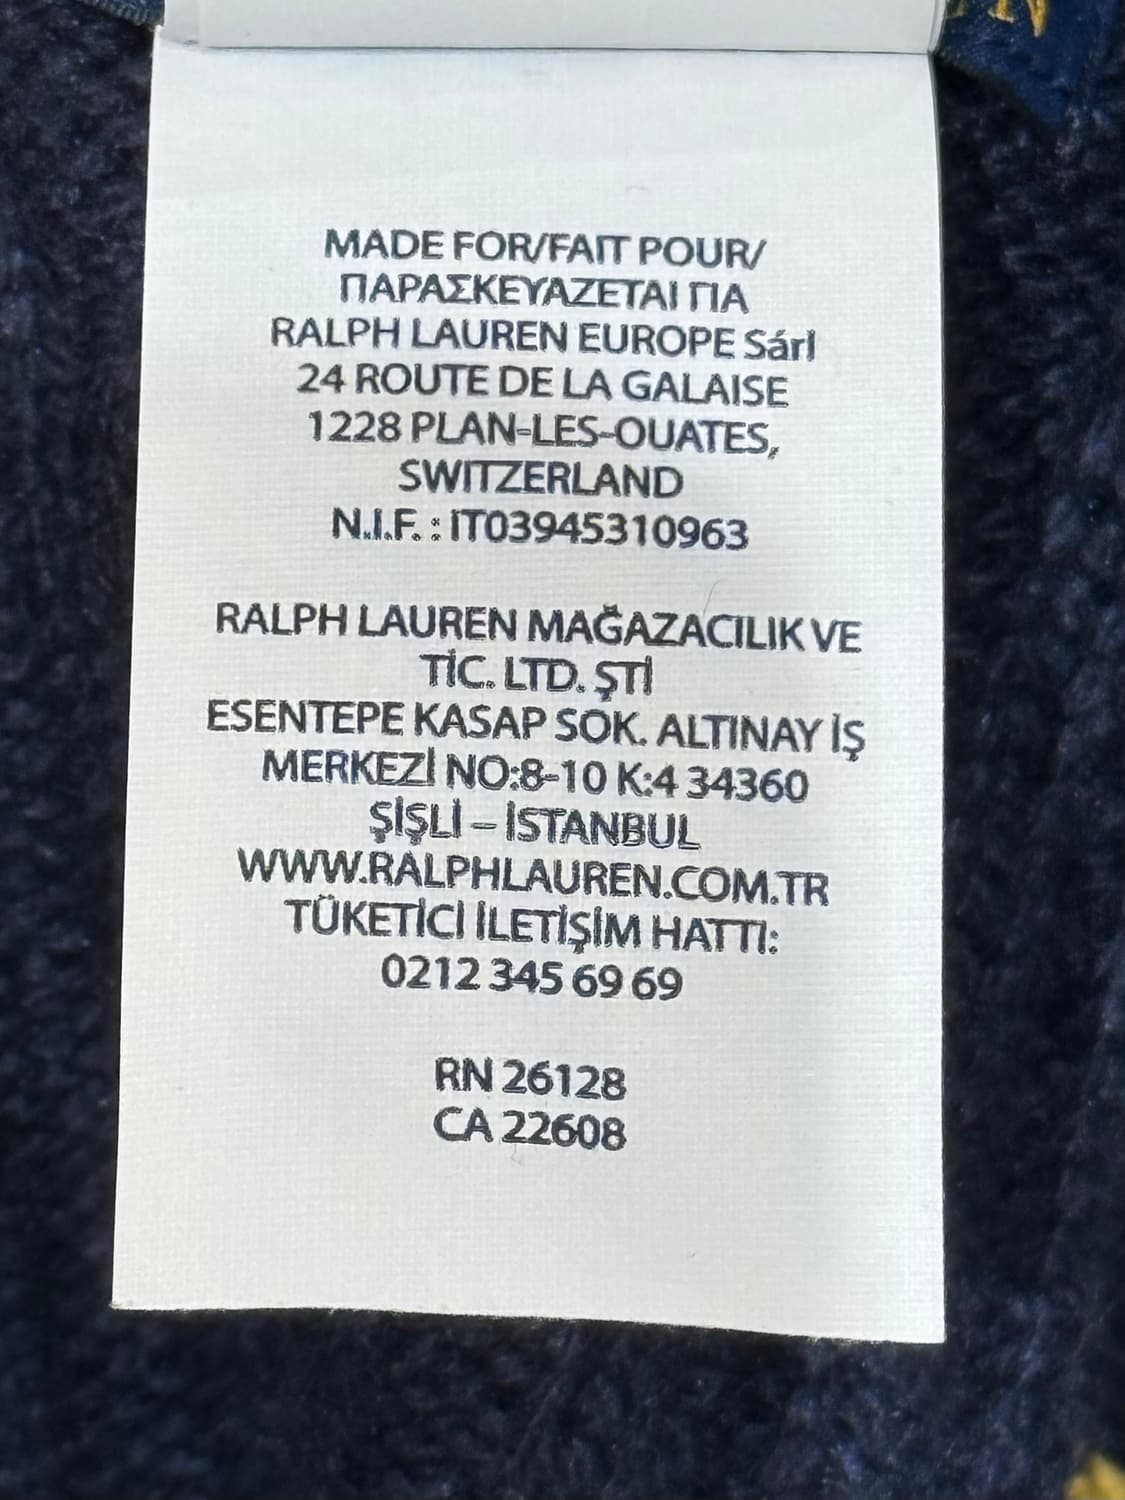 MADE FOR/FAIT POUR/
ΠΑΡΑΣΚΕΥΑΖΕΤΑΙ ΓΙΑ
RALPH LAUREN EUROPE Sárl
24 ROUTE DE LA GALAISE
1228 PLAN-LES-OUATES,
SWITZERLAND
N.I.F. : IT03945310963
RALPH LAUREN MAĞAZACILIK VE
TİC. LTD. ŞTİ
ESENTEPE KASAP SOK. ALTINAY İŞ
MERKEZİ NO:8-10 K:4 34360
ŞİŞLİ – İSTANBUL
WWW.RALPHLAUREN.COM.TR
TÜKETİCİ İLETİŞİM HATTI:
0212 345 69 69
RN 26128
CA 22608